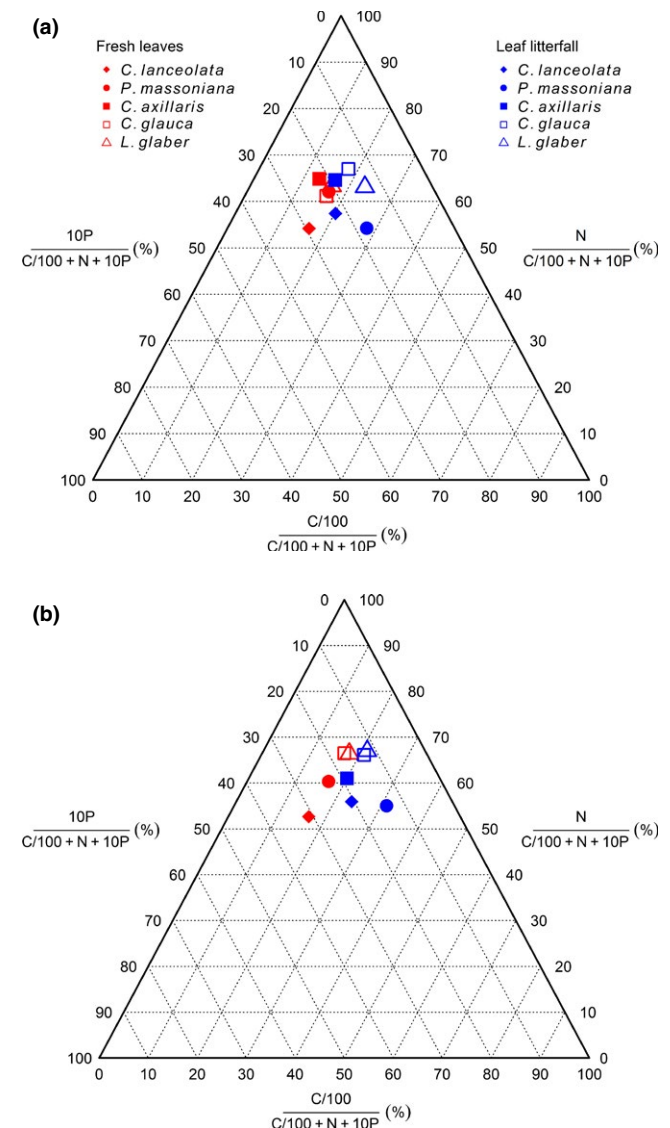 (a)
Fresh leaves
C. lanceolata
P. massoniana
C. axillaris
C. glauca
L. glaber
Leaf litterfall
C. lanceolata
P. massoniana
C. axillaris
C. glauca
L. glaber
0 100
10 90
20 80
30 70
40 60
10P
C/100 + N + 10P (%)
N
C/100 + N + 10P (%)
50 50
60 40
70 30
80 20
90 10
100 0
0 10 20 30 40 50 60 70 80 90 100
C/100
C/100 + N + 10P (%)
(b)
0 100
10 90
20 80
30 70
40 60
10P
C/100 + N + 10P (%)
N
C/100 + N + 10P (%)
50 50
60 40
70 30
80 20
90 10
100 0
0 10 20 30 40 50 60 70 80 90 100
C/100
C/100 + N + 10P (%)